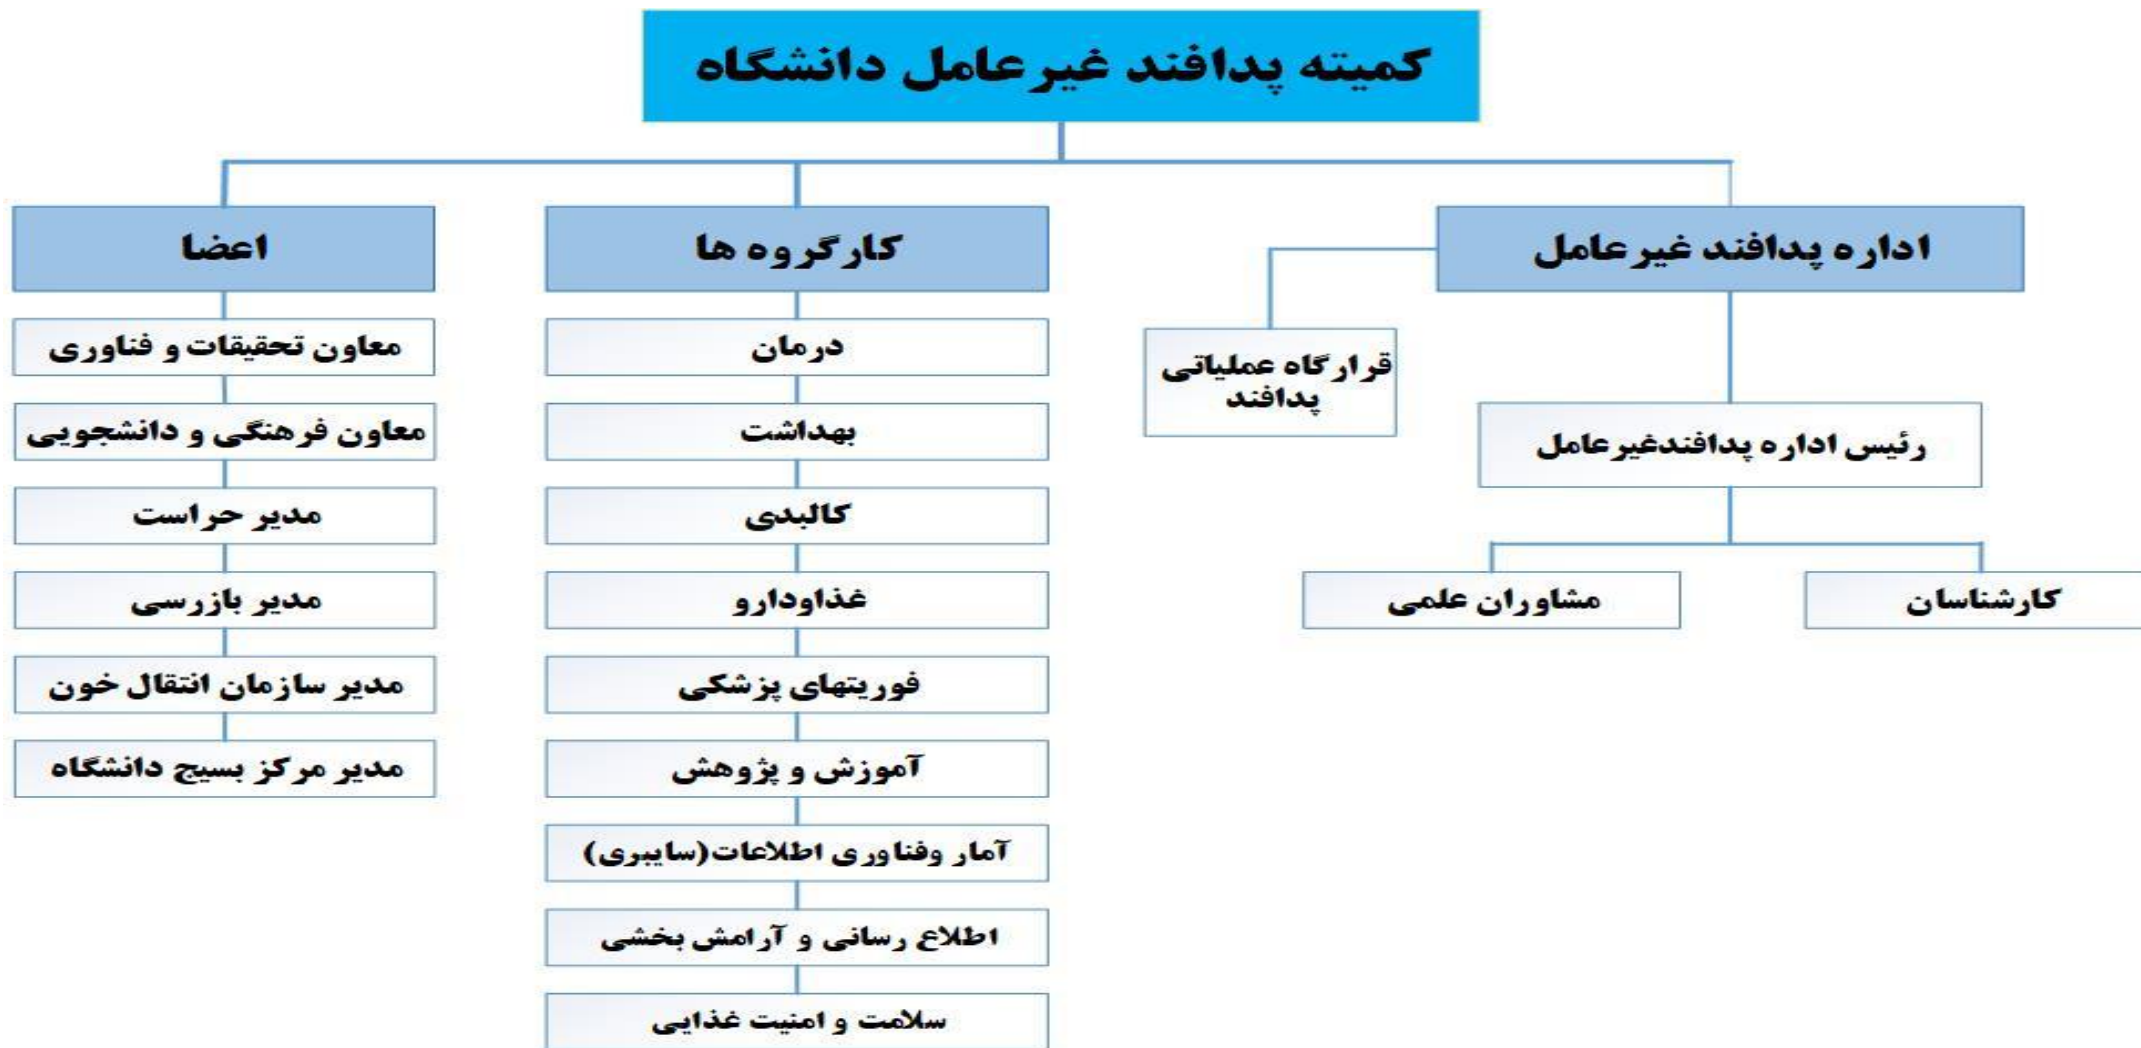 کمیته پدافند غیرعامل دانشگاه
اداره پدافند غیرعامل
کارگروه ها
اعضا
قرارگاه عملیاتی
پدافند
رئیس اداره پدافندغیرعامل
کارشناسان
مشاوران علمی
درمان
بهداشت
کالبدی
غذاودارو
فوریتهای پزشکی
آموزش و پژوهش
آمار وفناوری اطلاعات(سایبری)
اطلاع رسانی و آرامش بخشی
سلامت و امنیت غذایی
معاون تحقیقات و فناوری
معاون فرهنگی و دانشجویی
مدیر حراست
مدیر بازرسی
مدیر سازمان انتقال خون
مدیر مرکز بسیج دانشگاه